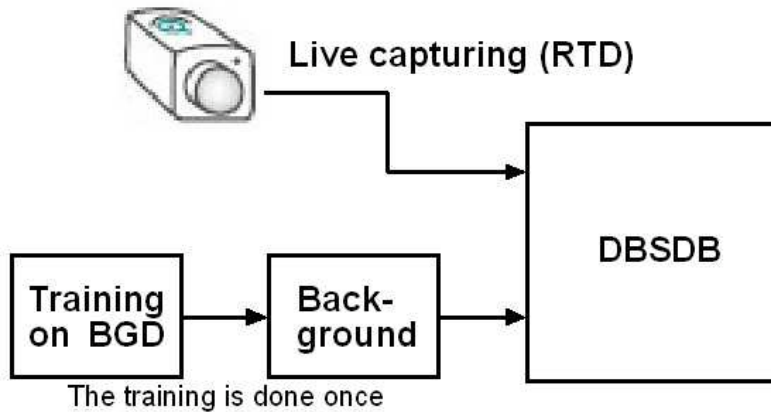 Live capturing (RTD)
DBSDB
Training
on BGD
Back-
ground
The training is done once